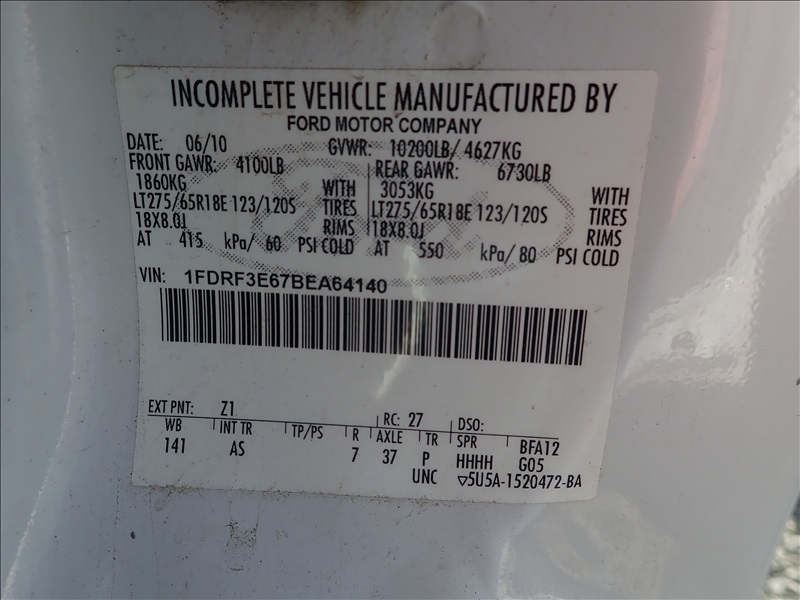 INCOMPLETE VEHICLE MANUFACTURED BY
FORD MOTOR COMPANY
DATE: 06/10 GVWR: 10200LB/ 4627KG
FRONT GAWR: 4100LB REAR GAWR: 6730LB
1860KG WITH 3053KG WITH
LT275/65R18E 123/120S TIRES LT275/65R18E 123/120S TIRES
18X8.0J RIMS 18X8.0J RIMS
AT 415 kPa/ 60 PSI COLD AT 550 kPa/ 80 PSI COLD
VIN: 1FDRF3E67BEA64140
EXT PNT: Z1 RC: 27 DSO:
WB INT TR TP/PS R AXLE TR SPR BFA12
141 AS 7 37 P HHHH G05
UNC ▽5U5A-1520472-BA